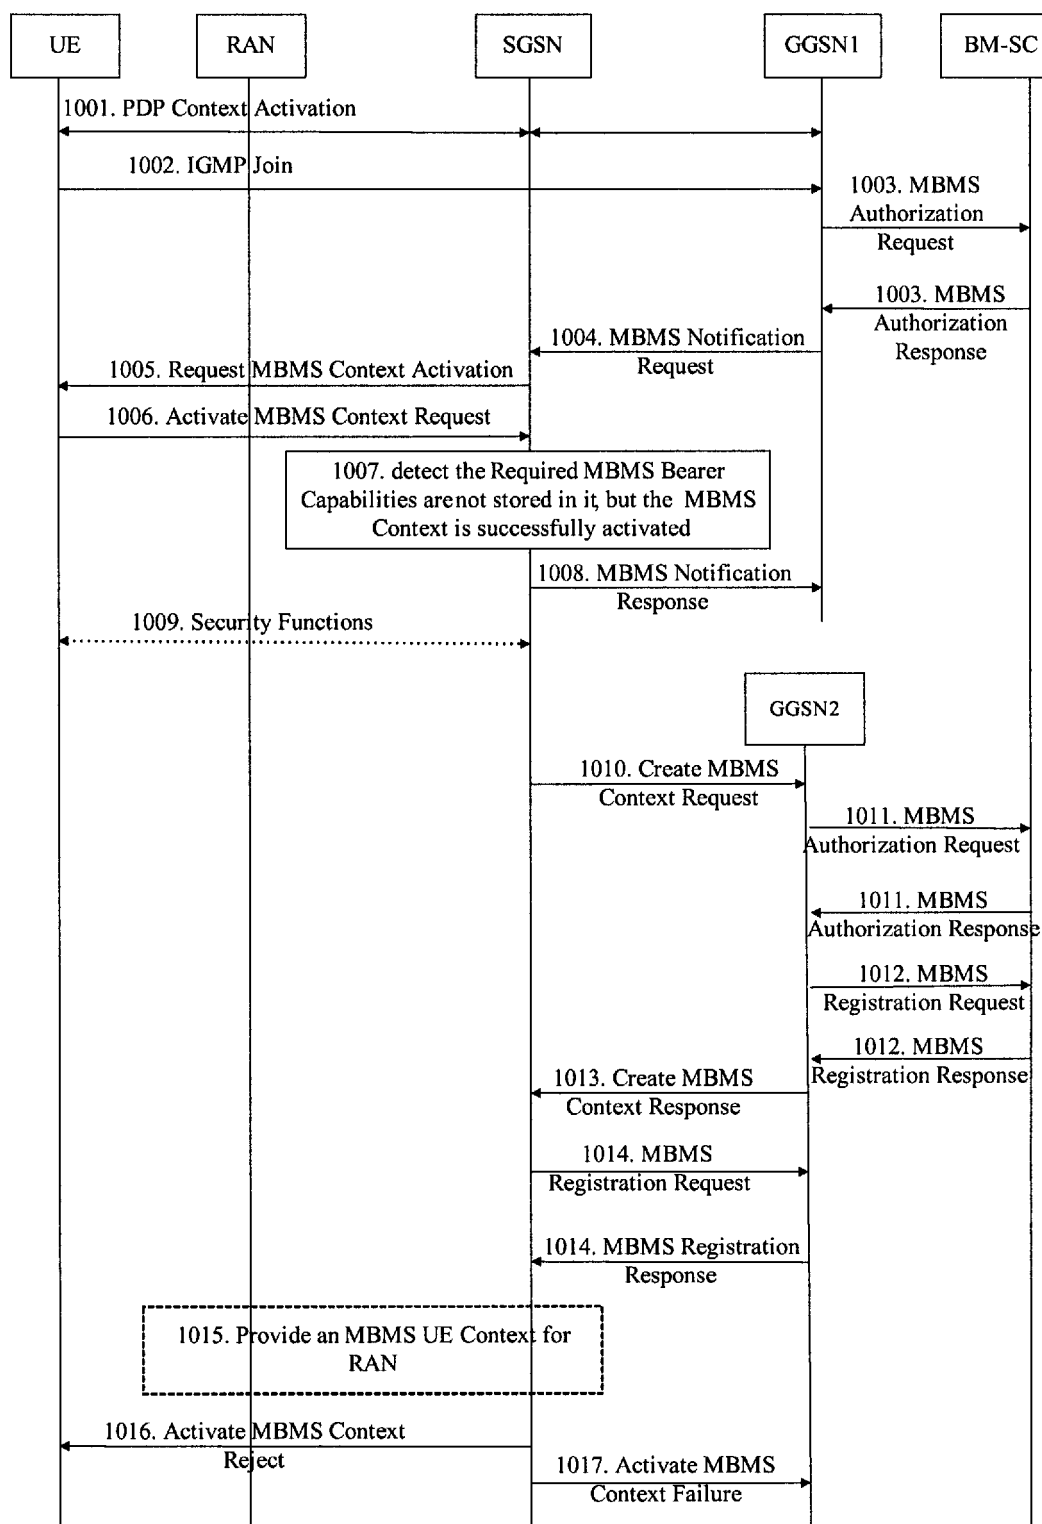 UE
RAN
SGSN
GGSN1
BM-SC
1001. PDP Context Activation
1002. IGMP Join
1003. MBMS
Authorization
Request
1003. MBMS
Authorization
Response
1004. MBMS Notification
Request
1005. Request MBMS Context Activation
1006. Activate MBMS Context Request
1007. detect the Required MBMS Bearer
Capabilities are not stored in it, but the MBMS
Context is successfully activated
1008. MBMS Notification
Response
1009. Security Functions
GGSN2
1010. Create MBMS
Context Request
1011. MBMS
Authorization Request
1011. MBMS
Authorization Response
1012. MBMS
Registration Request
1012. MBMS
Registration Response
1013. Create MBMS
Context Response
1014. MBMS
Registration Request
1014. MBMS Registration
Response
1015. Provide an MBMS UE Context for
RAN
1016. Activate MBMS Context
Reject
1017. Activate MBMS
Context Failure